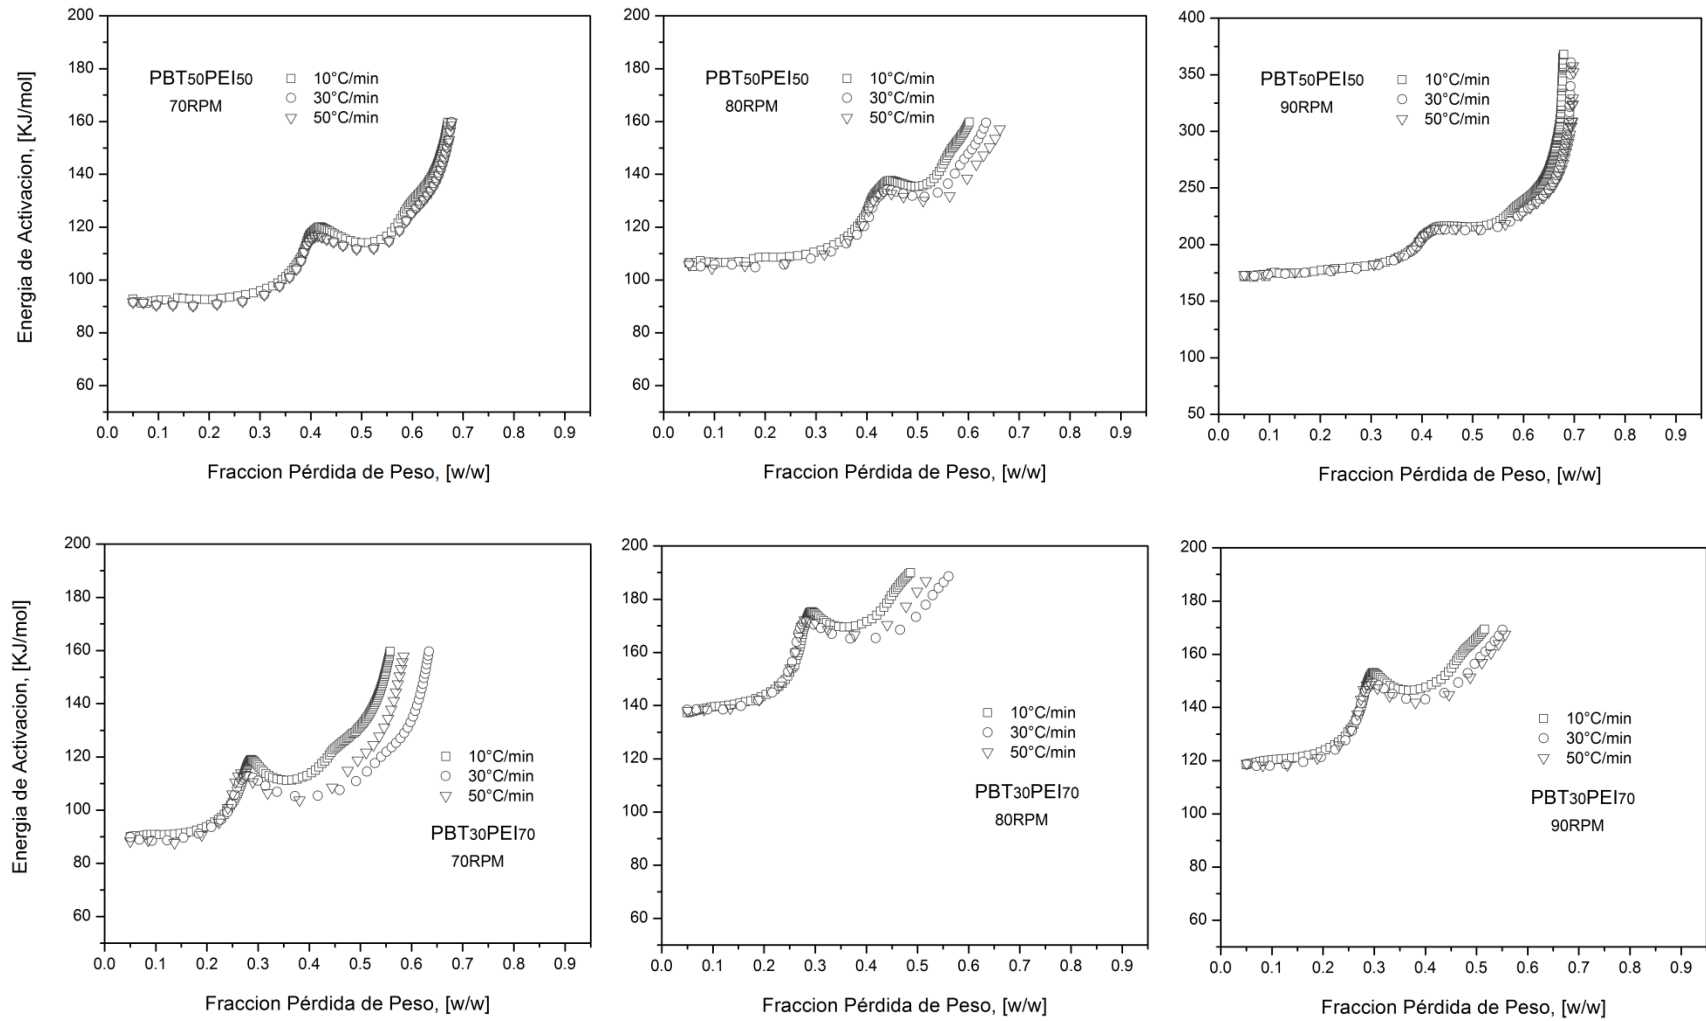 Energia de Activacion, [KJ/mol]
200
180
160
140
120
100
80
60
PBT50PEI50
70RPM
10°C/min
30°C/min
50°C/min
0.0 0.1 0.2 0.3 0.4 0.5 0.6 0.7 0.8 0.9
Fraccion Pérdida de Peso, [w/w]
200
180
160
140
120
100
80
60
PBT50PEI50
80RPM
10°C/min
30°C/min
50°C/min
0.0 0.1 0.2 0.3 0.4 0.5 0.6 0.7 0.8 0.9
Fraccion Pérdida de Peso, [w/w]
400
350
300
250
200
150
100
50
PBT50PEI50
90RPM
10°C/min
30°C/min
50°C/min
0.0 0.1 0.2 0.3 0.4 0.5 0.6 0.7 0.8 0.9
Fraccion Pérdida de Peso, [w/w]
Energia de Activacion, [KJ/mol]
200
180
160
140
120
100
80
60
10°C/min
30°C/min
50°C/min
PBT30PEI70
70RPM
0.0 0.1 0.2 0.3 0.4 0.5 0.6 0.7 0.8 0.9
Fraccion Pérdida de Peso, [w/w]
200
180
160
140
120
100
80
60
10°C/min
30°C/min
50°C/min
PBT30PEI70
80RPM
0.0 0.1 0.2 0.3 0.4 0.5 0.6 0.7 0.8 0.9
Fraccion Pérdida de Peso, [w/w]
200
180
160
140
120
100
80
60
10°C/min
30°C/min
50°C/min
PBT30PEI70
90RPM
0.0 0.1 0.2 0.3 0.4 0.5 0.6 0.7 0.8 0.9
Fraccion Pérdida de Peso, [w/w]